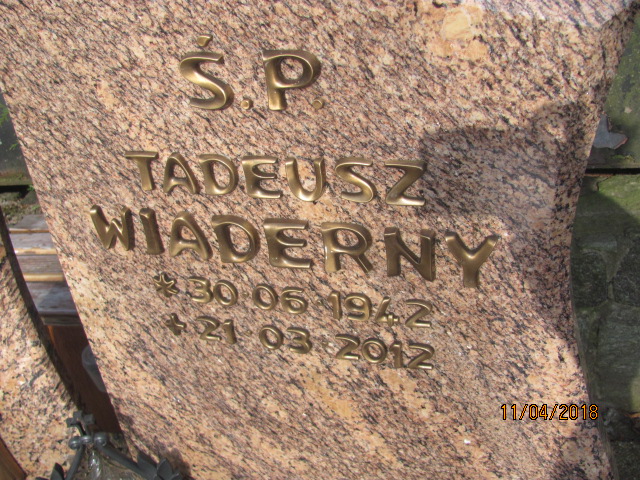 Ś.P.
TADEUSZ
WIADERNY
* 30 06 1942
+ 21 03 2012
11/04/2018